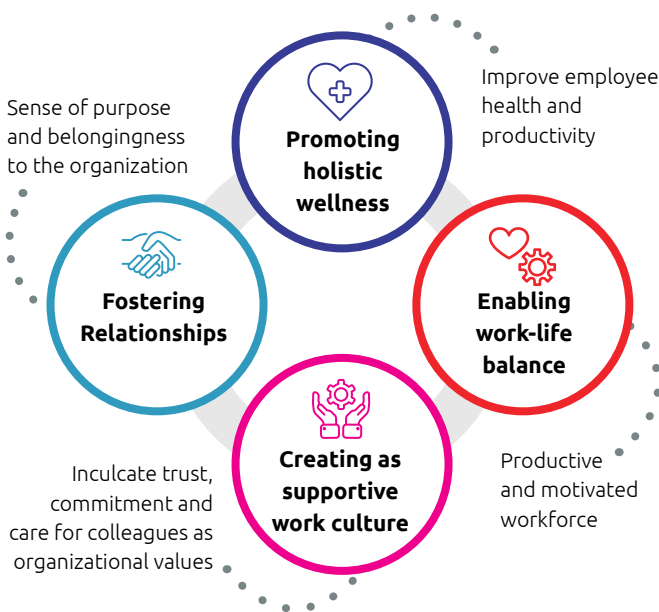 Promoting
holistic
wellness
Improve employee
health and
productivity
Enabling
work-life
balance
Productive
and motivated
workforce
Creating as
supportive
work culture
Inculcate trust,
commitment and
care for colleagues as
organizational values
Fostering
Relationships
Sense of purpose
and belongingness
to the organization